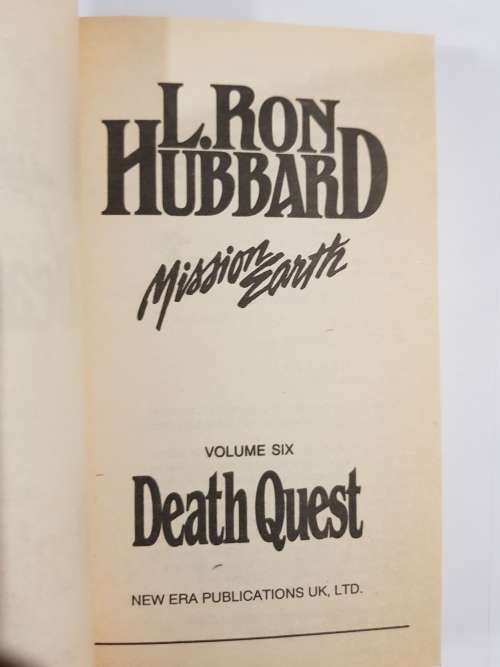 L. RON
HUBBARD
Mission
Earth
VOLUME SIX
Death Quest
NEW ERA PUBLICATIONS UK, LTD.